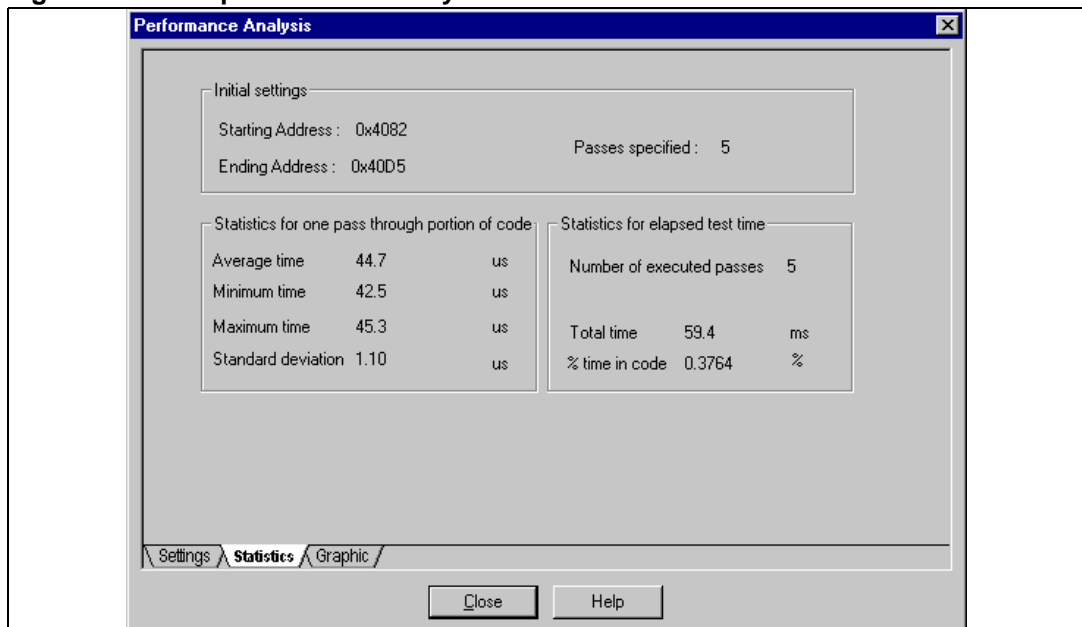 Performance Analysis
Initial settings
Starting Address : 0x4082
Ending Address : 0x40D5
Passes specified : 5
Statistics for one pass through portion of code
Average time 44.7 us
Minimum time 42.5 us
Maximum time 45.3 us
Standard deviation 1.10 us
Statistics for elapsed test time
Number of executed passes 5
Total time 59.4 ms
% time in code 0.3764 %
Settings Statistics Graphic
Close Help